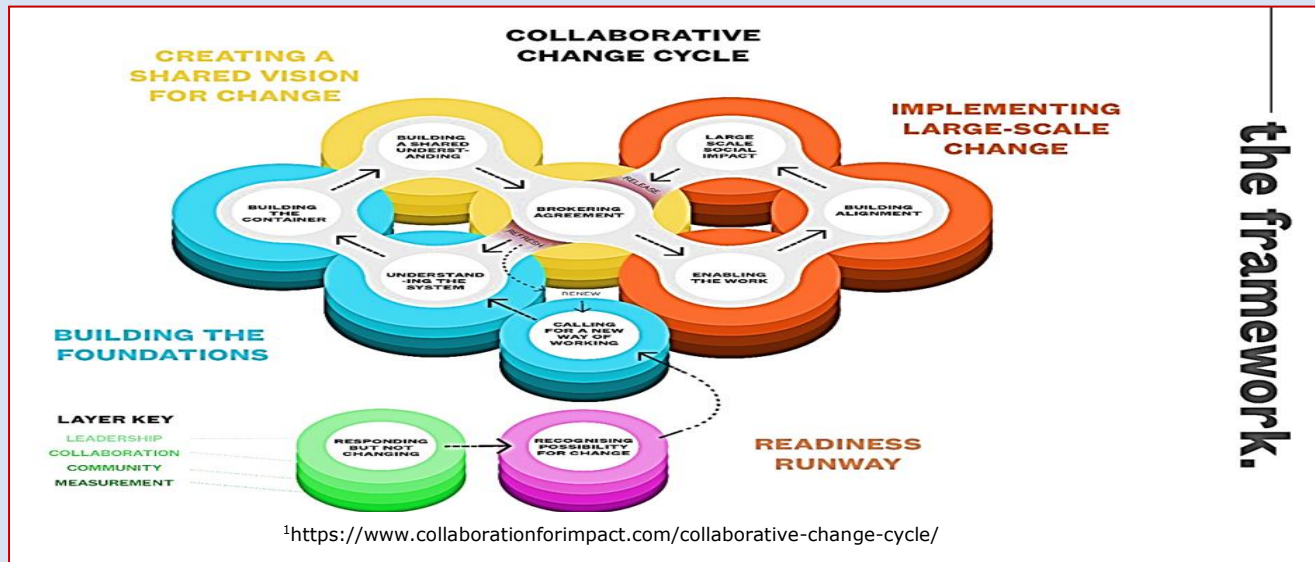 COLLABORATIVE
CHANGE CYCLE
CREATING A
SHARED VISION
FOR CHANGE
IMPLEMENTING
LARGE-SCALE
CHANGE
BUILDING
A SHARED
UNDERST-
ANDING
LARGE
SCALE
SOCIAL
IMPACT
RELEASE
BUILDING
THE
CONTAINER
BROKERING
AGREEMENT
BUILDING
ALIGNMENT
REFRESH
UNDERSTAND
-ING THE
SYSTEM
ENABLING
THE WORK
RENEW
CALLING
FOR A NEW
WAY OF
WORKING
BUILDING THE
FOUNDATIONS
LAYER KEY
LEADERSHIP
COLLABORATION
COMMUNITY
MEASUREMENT
RESPONDING
BUT NOT
CHANGING
RECOGNISING
POSSIBILITY
FOR CHANGE
READINESS
RUNWAY
the framework.
1https://www.collaborationforimpact.com/collaborative-change-cycle/